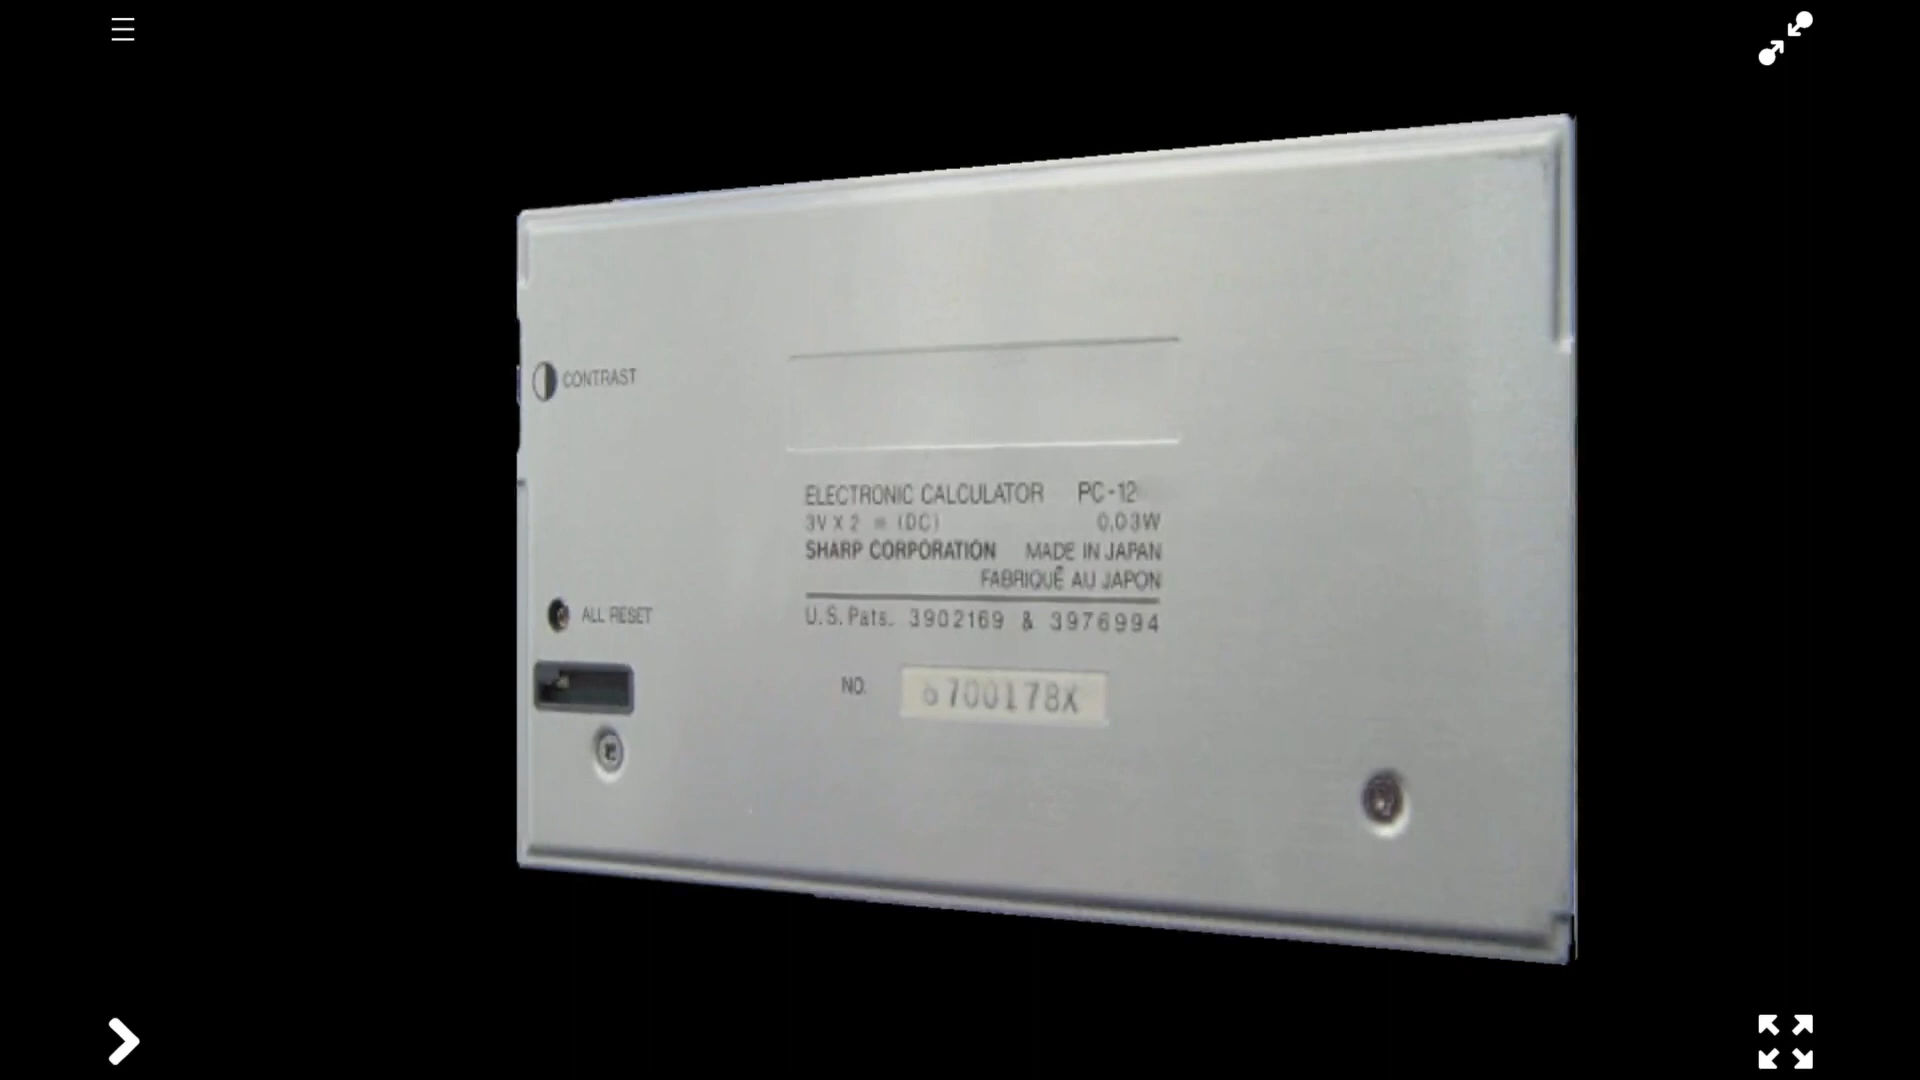 CONTRAST
ELECTRONIC CALCULATOR PC-12
3V X 2 ⎓ (DC) 0,03W
SHARP CORPORATION MADE IN JAPAN
FABRIQUÉ AU JAPON
U.S. Pats. 3902169 & 3976994
ALL RESET
NO. 6700178X